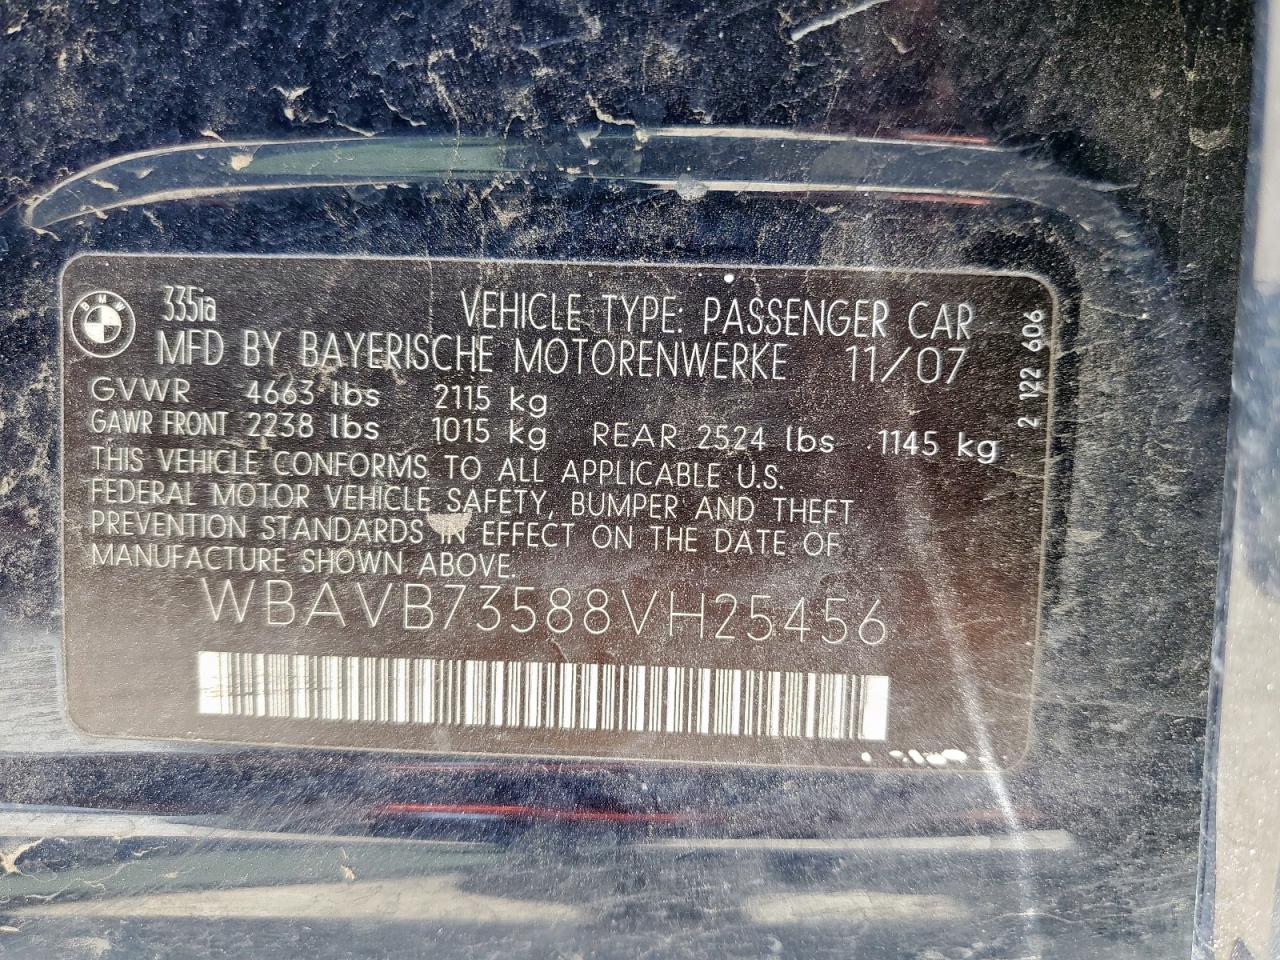 BMW
335ia
VEHICLE TYPE: PASSENGER CAR
MFD BY BAYERISCHE MOTORENWERKE 11/07
GVWR 4663 lbs 2115 kg
GAWR FRONT 2238 lbs 1015 kg REAR 2524 lbs 1145 kg
THIS VEHICLE CONFORMS TO ALL APPLICABLE U.S.
FEDERAL MOTOR VEHICLE SAFETY, BUMPER AND THEFT
PREVENTION STANDARDS IN EFFECT ON THE DATE OF
MANUFACTURE SHOWN ABOVE.
WBAVB73588VH25456
2 122 606